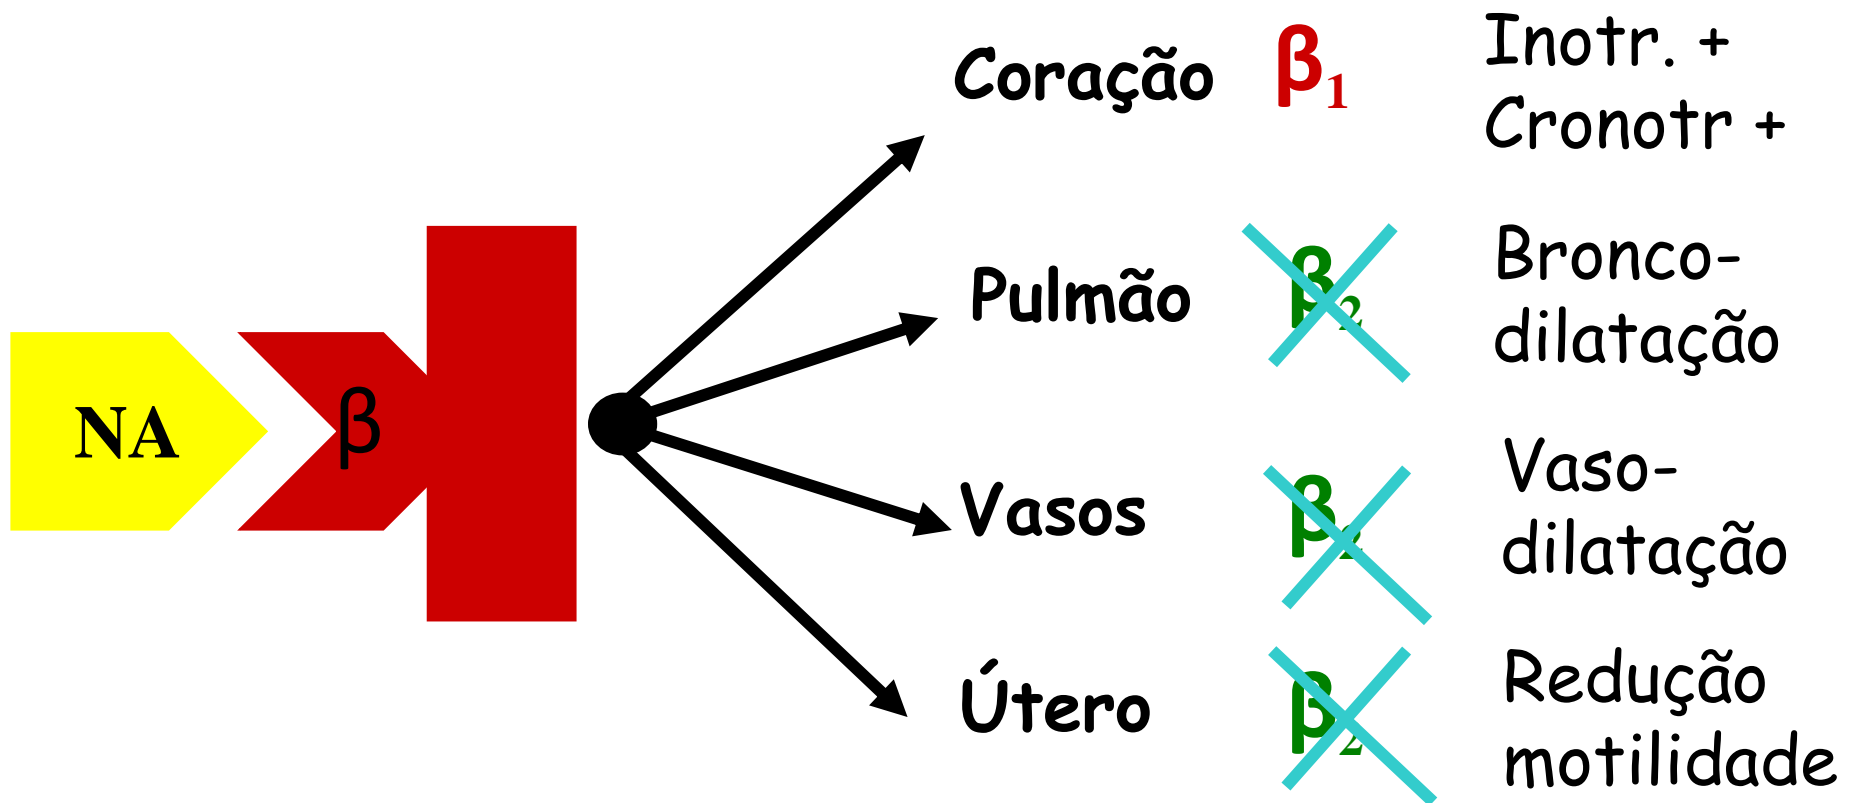 NA
β
Coração β1 Inotr. +
Cronotr +
Pulmão β2 Bronco-
dilatação
Vasos β2 Vaso-
dilatação
Útero β2 Redução
motilidade